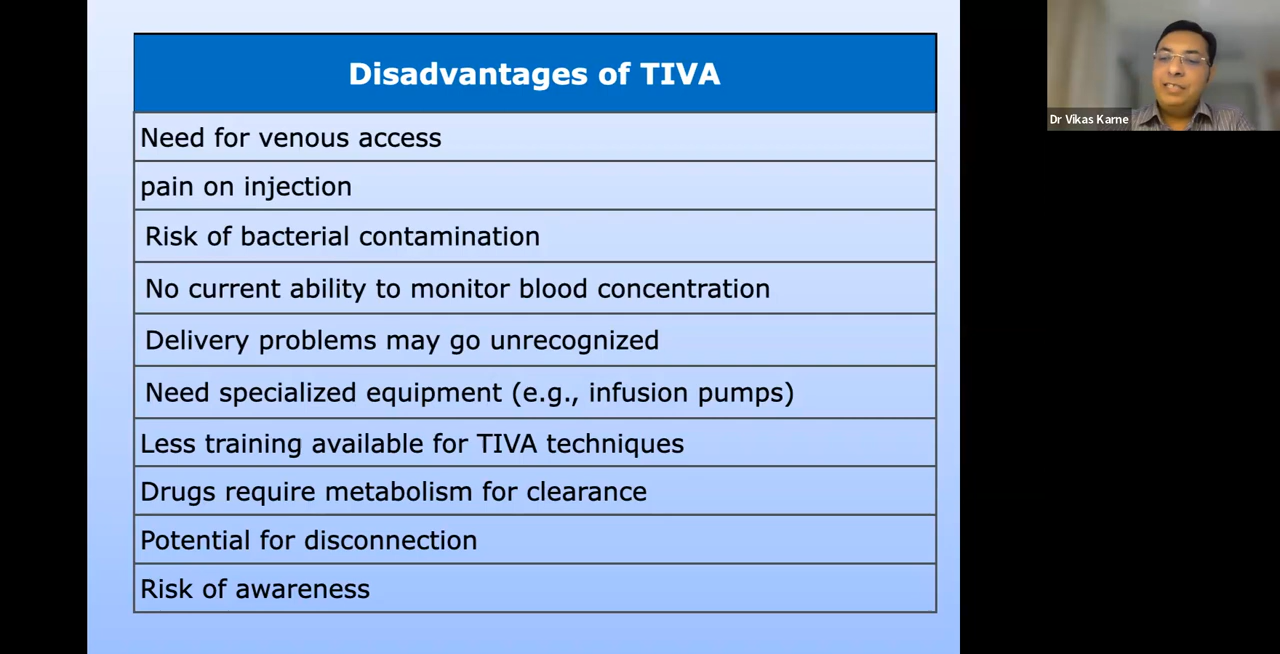 Disadvantages of TIVA
Need for venous access
pain on injection
Risk of bacterial contamination
No current ability to monitor blood concentration
Delivery problems may go unrecognized
Need specialized equipment (e.g., infusion pumps)
Less training available for TIVA techniques
Drugs require metabolism for clearance
Potential for disconnection
Risk of awareness
Dr Vikas Karne